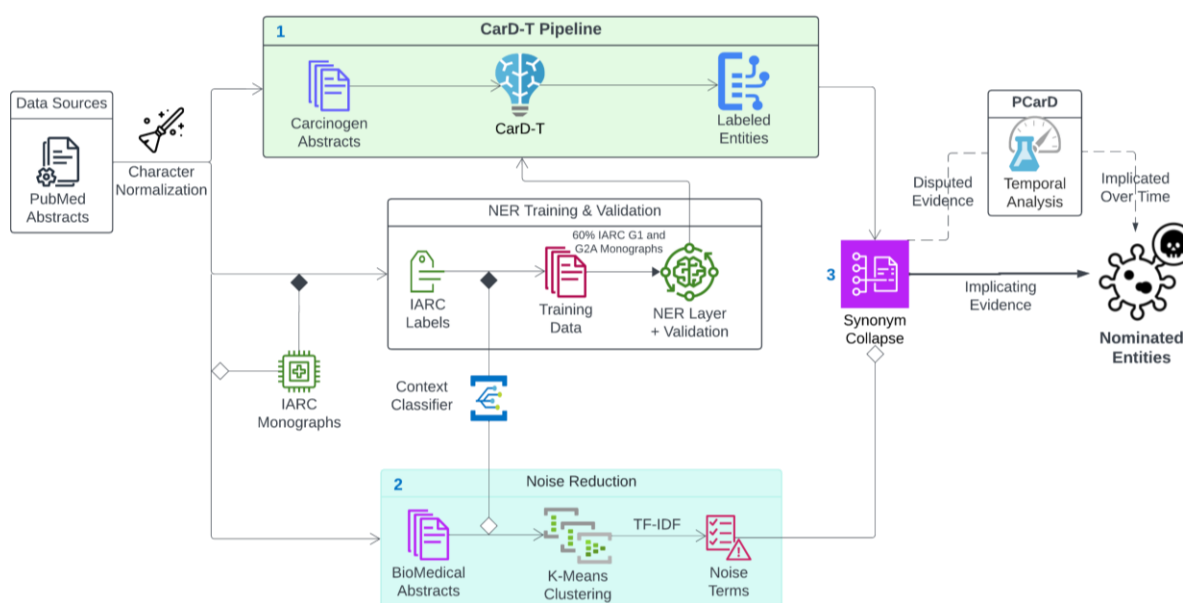 1
CarD-T Pipeline
Carcinogen
Abstracts
CarD-T
Labeled
Entities
Data Sources
PubMed
Abstracts
Character
Normalization
PCarD
Temporal
Analysis
Disputed
Evidence
Implicated
Over Time
NER Training & Validation
60% IARC G1 and
G2A Monographs
IARC
Labels
Training
Data
NER Layer
+ Validation
3
Synonym
Collapse
Implicating
Evidence
Nominated
Entities
IARC
Monographs
Context
Classifier
2
Noise Reduction
BioMedical
Abstracts
K-Means
Clustering
TF-IDF
Noise
Terms